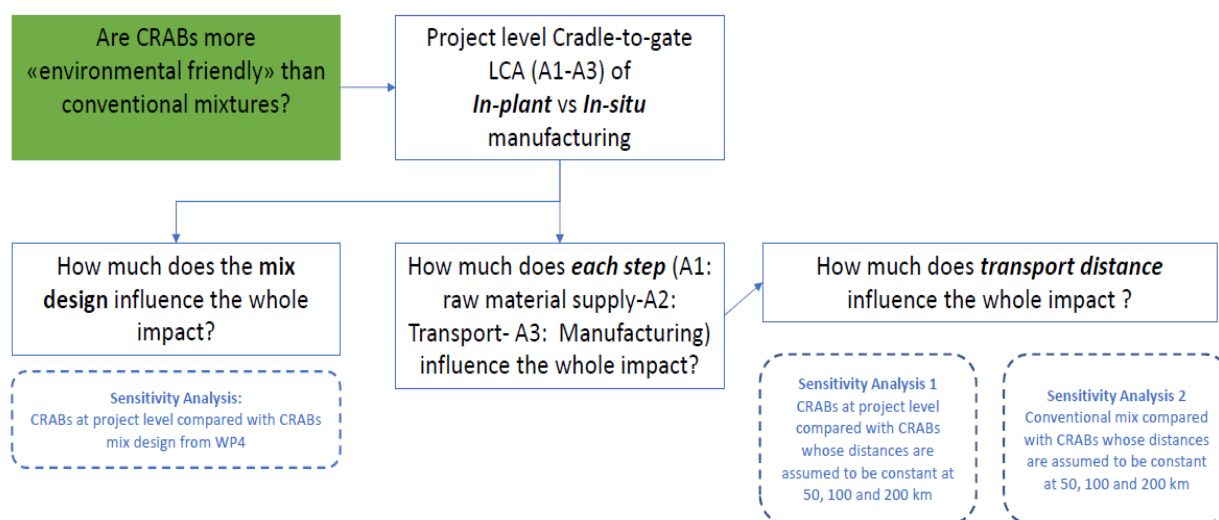 Are CRABs more
«environmental friendly» than
conventional mixtures?
Project level Cradle-to-gate
LCA (A1-A3) of
In-plant vs In-situ
manufacturing
How much does the mix
design influence the whole
impact?
How much does each step (A1:
raw material supply-A2:
Transport- A3: Manufacturing)
influence the whole impact?
How much does transport distance
influence the whole impact ?
Sensitivity Analysis:
CRABs at project level compared with CRABs
mix design from WP4
Sensitivity Analysis 1
CRABs at project level
compared with CRABs
whose distances are
assumed to be constant at
50, 100 and 200 km
Sensitivity Analysis 2
Conventional mix compared
with CRABs whose distances
are assumed to be constant
at 50, 100 and 200 km